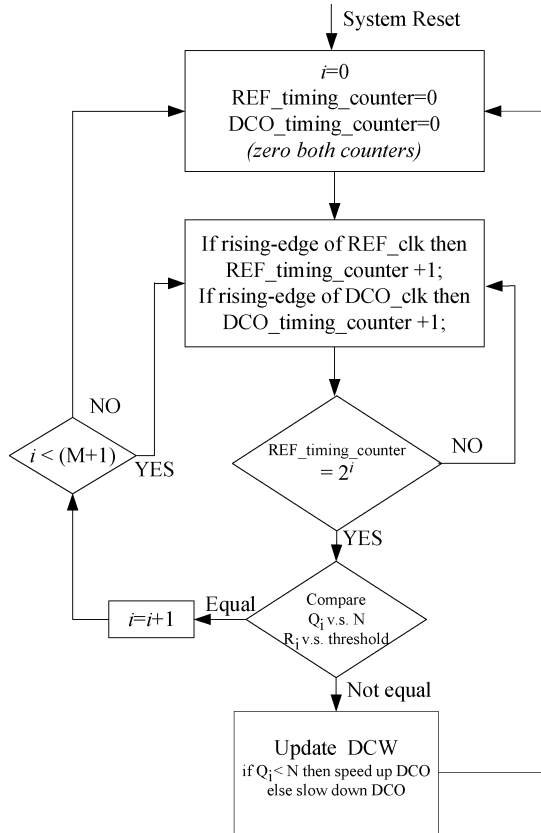 System Reset
i=0
REF_timing_counter=0
DCO_timing_counter=0
(zero both counters)
If rising-edge of REF_clk then
REF_timing_counter +1;
If rising-edge of DCO_clk then
DCO_timing_counter +1;
NO
i < (M+1)
YES
REF_timing_counter
= 2^i
NO
YES
Equal
i=i+1
Compare
Q_i v.s. N
R_i v.s. threshold
Not equal
Update DCW
if Q_i < N then speed up DCO
else slow down DCO